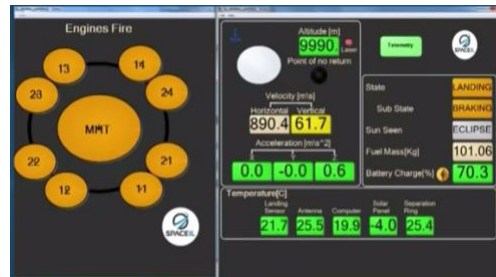 Engines Fire
13
14
23
24
MMT
22
21
12
11
SPACEIL
Altitude [m]
9990.
Laser
Point of no return
Velocity [m/s]
Horizontal Vertical
890.4 61.7
Acceleration [m/s^2]
0.0 -0.0 0.6
Telemetry
SPACEIL
State LANDING
Sub State BRAKING
Sun Seen ECLIPSE
Fuel Mass[Kg] 101.06
Battery Charge[%] 70.3
Temperature[C]
Landing Sensor Antenna Computer Solar Panel Separation Ring
21.7 25.5 19.9 -4.0 25.4